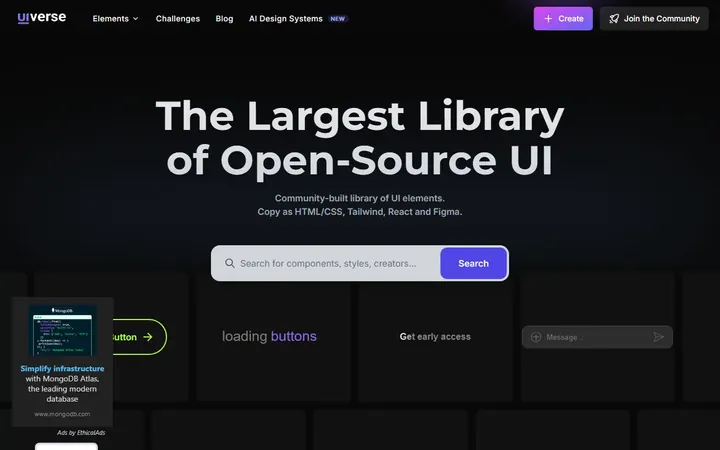 uiverse
Elements
Challenges
Blog
AI Design Systems
NEW
Create
Join the Community
The Largest Library
of Open-Source UI
Community-built library of UI elements.
Copy as HTML/CSS, Tailwind, React and Figma.
Search for components, styles, creators...
Search
MongoDB
Button
loading buttons
Get early access
Message...
Simplify infrastructure
with MongoDB Atlas,
the leading modern
database
www.mongodb.com
Ads by EthicalAds